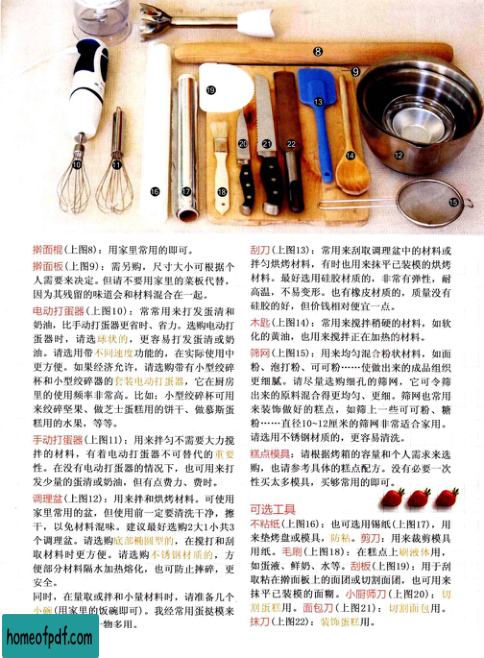 8
9
10
11
12
13
14
15
16
17
18
19
20
21
22
擀面棍(上图8)：用家里常用的即可。
擀面板(上图9)：需另购，尺寸大小可根据个
人需要来决定。但请不要用家里的菜板代替，
因为其残留的味道会和材料混合在一起。
电动打蛋器(上图10)：常常用来打发蛋清和
奶油，比手动打蛋器更省时、省力。选购电动打
蛋器时，请选球状的，更容易打发蛋清或奶
油。请选用带不同速度功能的，在实际使用中
更方便。如果经济允许，请选购带有小型绞碎
杯和小型绞碎器的套装电动打蛋器，它在厨房
里的使用频率非常高。比如：小型绞碎杯可用
来绞碎坚果、做芝士蛋糕用的饼干、做慕斯蛋
糕用的水果，等等。
手动打蛋器(上图11)：用来拌匀不需要大力搅
拌的材料，有着电动打蛋器不可替代的重要
性。在没有电动打蛋器的情况下，也可用来打
发少量的蛋清或奶油，但有点费力、费时。
调理盆(上图12)：用来拌和烘焙材料。可使用
家里常用的盆，但使用前一定要清洗干净，擦
干，以免材料混味。建议最好选购2大1小共3
个调理盆。请选购底部椭圆型的，在搅打和刮
取材料时更方便。请选购不锈钢材质的，方
便部分材料隔水加热熔化，也可防止摔碎，更
安全。
同时，在量取或拌和小量材料时，请准备几个
小碗(用家里的饭碗即可)。我经常用蛋挞模来
一物多用。
刮刀(上图13)：常用来刮取调理盆中的材料或
拌匀烘烤材料，有时也用来抹平已装模的烘烤
材料。最好选用硅胶材质的，非常有弹性，耐
高温，不易变形。也有橡皮材质的，质量没有
硅胶的好，但价钱相对便宜一点。
木匙(上图14)：常用来搅拌稍硬的材料，如软
化的黄油，也用来搅拌正在加热的材料。
筛网(上图15)：用来均匀混合粉状材料，如面
粉、泡打粉、可可粉……使做出来的成品组织
更细腻。请尽量选购细孔的筛网，它可令筛
出来的原料混合得更均匀、更细。筛网也常用
来装饰做好的糕点，如筛上一些可可粉、糖
粉……直径10~12厘米的筛网非常适合家用。
请选用不锈钢材质的，更容易清洗。
糕点模具：请根据烤箱的容量和个人需求来选
购，也请参考具体的糕点配方。没有必要一次
性买太多模具，买够常用的即可。
可选工具
不粘纸(上图16)：也可选用锡纸(上图17)，用
来垫烤盘或模具，防粘。剪刀：用来裁剪模具
用纸。毛刷(上图18)：在糕点上刷液体用，
如蛋液、鲜奶、水等。刮板(上图19)：用于刮
取粘在擀面板上的面团或切割面团，也可用来
抹平已装模的面糊。小厨师刀(上图20)：切
割蛋糕用。面包刀(上图21)：切割面包用。
抹刀(上图22)：装饰蛋糕用。
homeofpdf.com